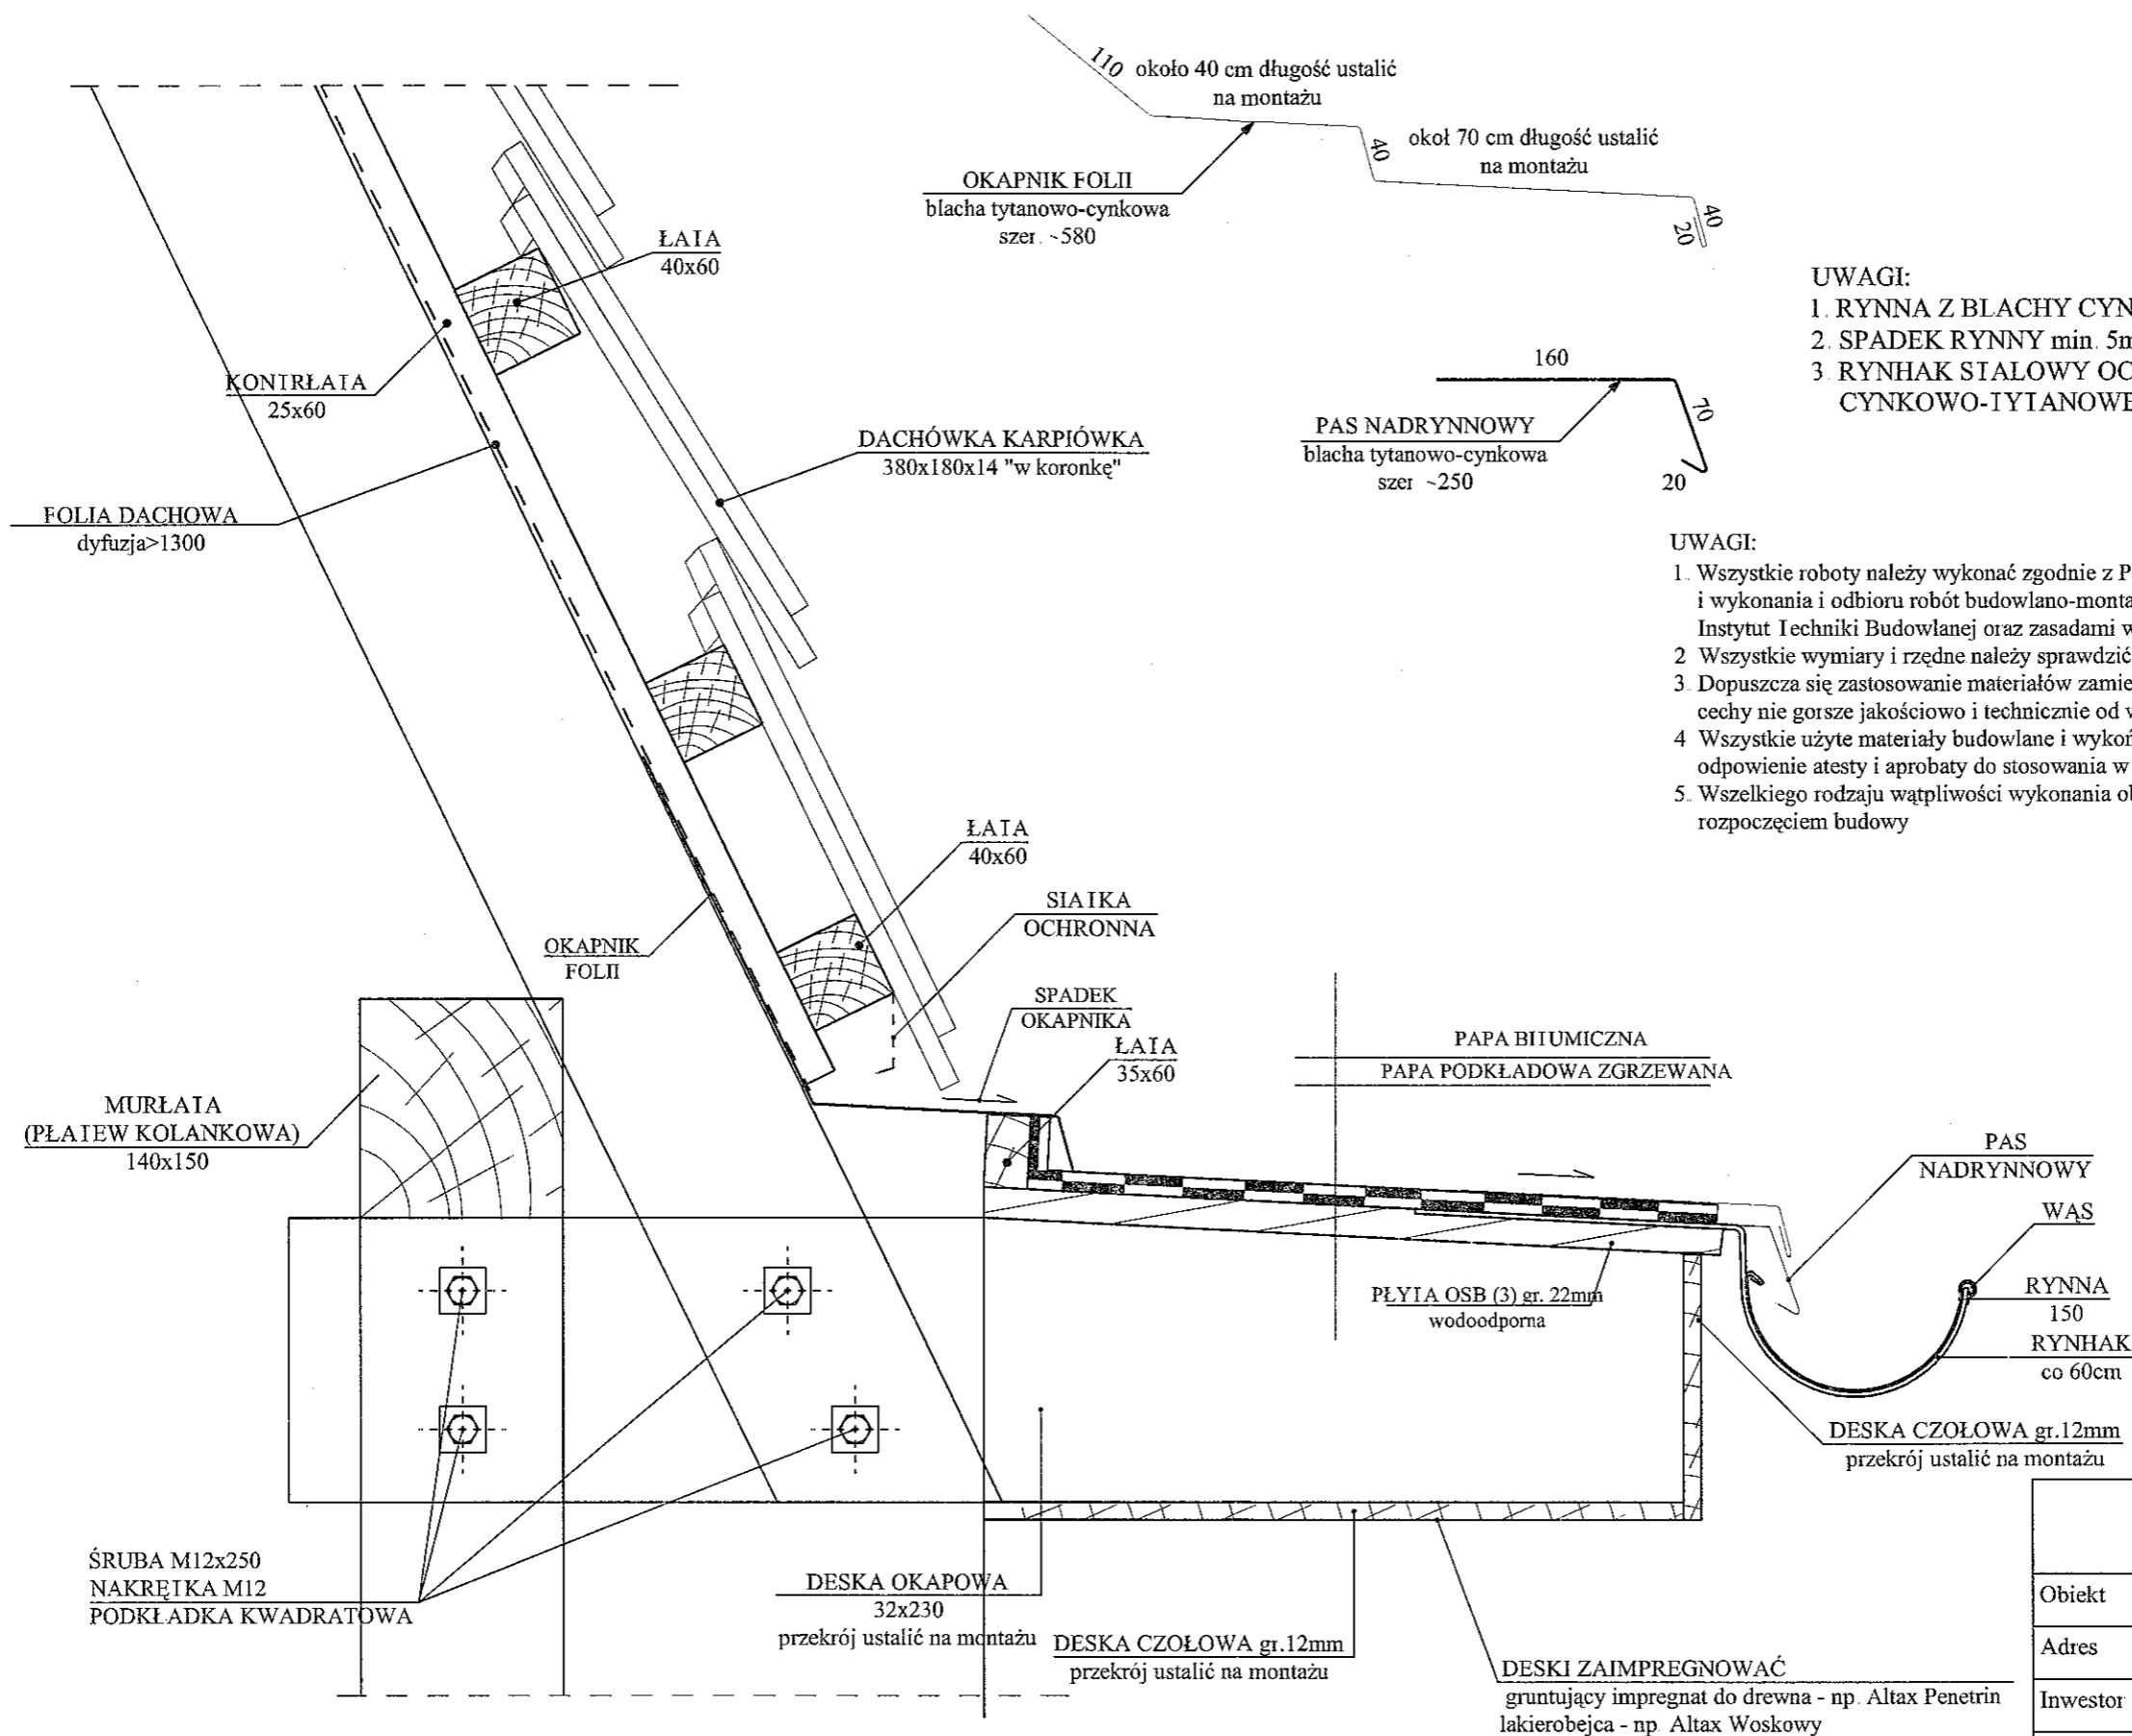 110 około 40 cm długość ustalić
na montażu
40
okoł 70 cm długość ustalić
na montażu
40
20
OKAPNIK FOLII
blacha tytanowo-cynkowa
szer. ~580
UWAGI:
1. RYNNA Z BLACHY CYN
2. SPADEK RYNNY min. 5m
3. RYNHAK STALOWY OC
CYNKOWO-TYTANOWE
160
70
20
PAS NADRYNNOWY
blacha tytanowo-cynkowa
szer ~250
ŁATA
40x60
KONTRŁATA
25x60
DACHÓWKA KARPIÓWKA
380x180x14 "w koronkę"
FOLIA DACHOWA
dyfuzja>1300
UWAGI:
1. Wszystkie roboty należy wykonać zgodnie z P
i wykonania i odbioru robót budowlano-monta
Instytut Techniki Budowlanej oraz zasadami w
2 Wszystkie wymiary i rzędne należy sprawdzić
3. Dopuszcza się zastosowanie materiałów zamie
cechy nie gorsze jakościowo i technicznie od w
4 Wszystkie użyte materiały budowlane i wykoń
odpowienie atesty i aprobaty do stosowania w
5. Wszelkiego rodzaju wątpliwości wykonania ob
rozpoczęciem budowy
ŁATA
40x60
SIATKA
OCHRONNA
OKAPNIK
FOLII
SPADEK
OKAPNIKA
ŁATA
35x60
PAPA BITUMICZNA
PAPA PODKŁADOWA ZGRZEWANA
MURŁATA
(PŁATEW KOLANKOWA)
140x150
PAS
NADRYNNOWY
WĄS
RYNNA
150
RYNHAK
co 60cm
PŁYTA OSB (3) gr. 22mm
wodoodporna
DESKA CZOŁOWA gr.12mm
przekrój ustalić na montażu
ŚRUBA M12x250
NAKRĘTKA M12
PODKŁADKA KWADRATOWA
DESKA OKAPOWA
32x230
przekrój ustalić na montażu
DESKA CZOŁOWA gr.12mm
przekrój ustalić na montażu
DESKI ZAIMPREGNOWAĆ
gruntujący impregnat do drewna - np. Altax Penetrin
lakierobejca - np. Altax Woskowy
Obiekt
Adres
Inwestor